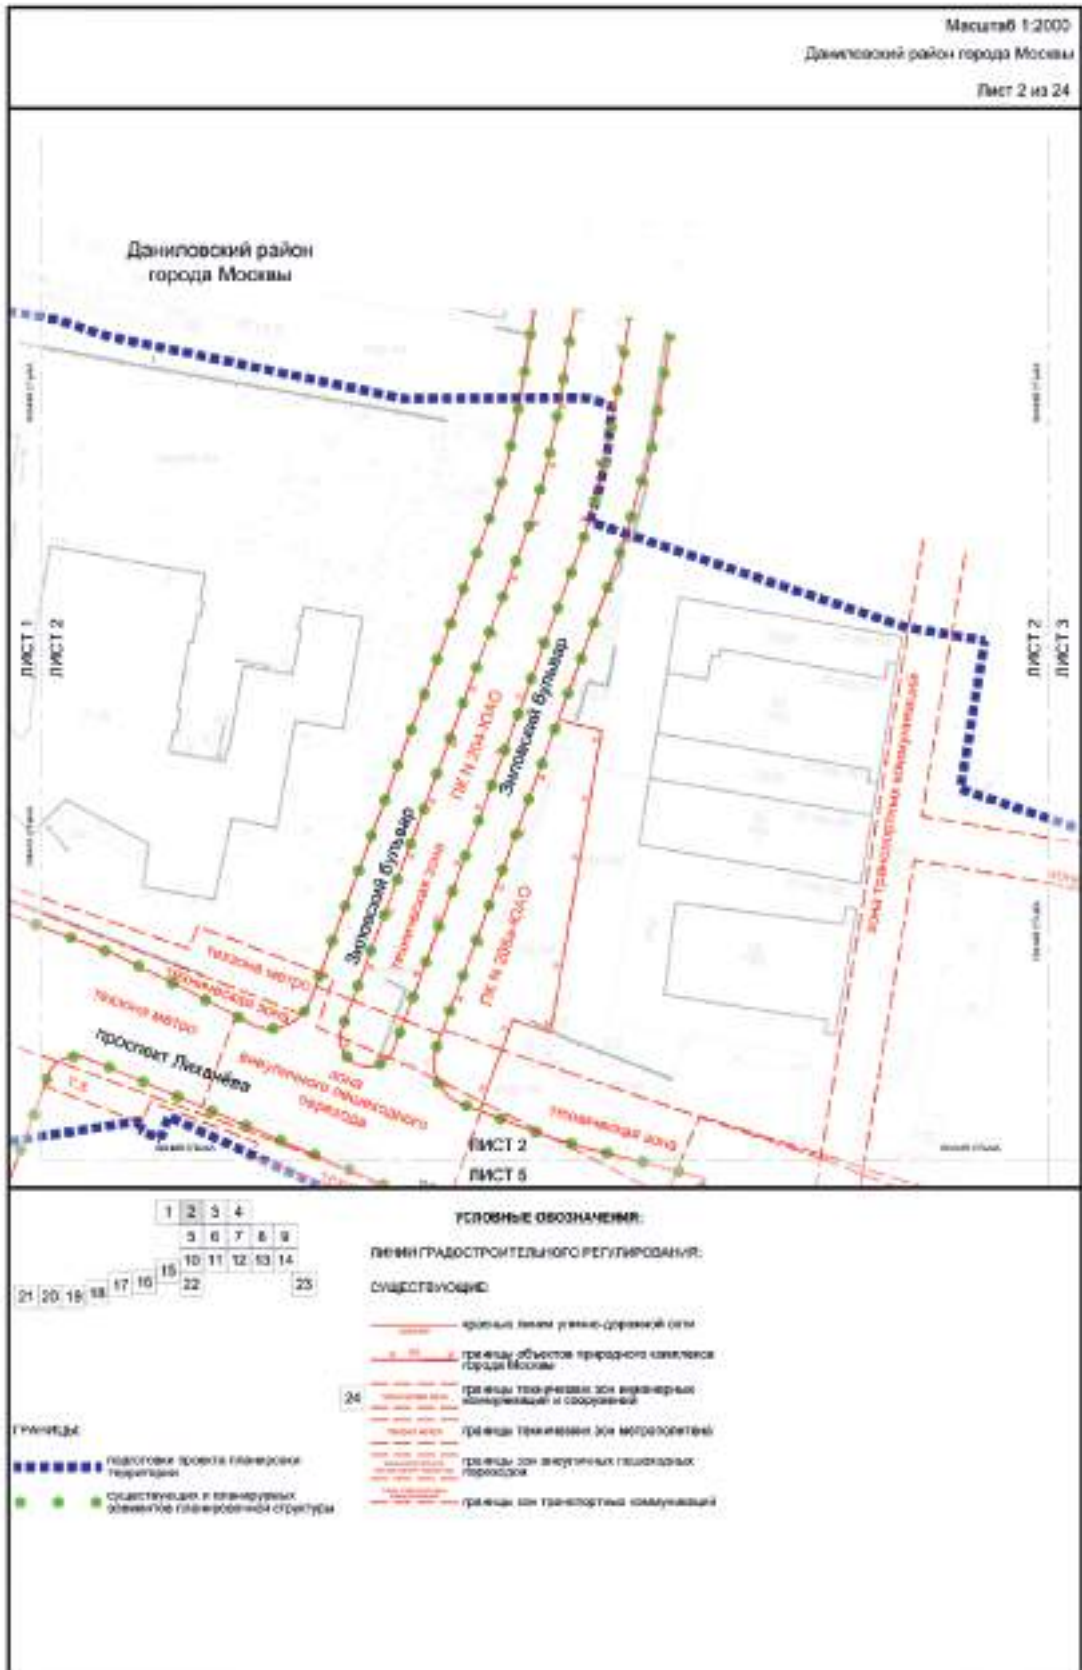 Масштаб 1:2000
Даниловский район города Москвы
Лист 2 из 24
Даниловский район
города Москвы
ЛИСТ 1
ЛИСТ 2
ЛИСТ 2
ЛИСТ 3
Зиловский бульвар
ПК N 204-ЮАО
Зиловский бульвар
техническая зона
ПК N 205а-ЮАО
зона транспортных коммуникаций
техзона метро
техническая зона
техзона метро
проспект Лихачёва
зона
внеуличного пешеходного
перехода
техническая зона
Т.З.
ЛИСТ 2
ЛИСТ 5
1 2 3 4
5 6 7 8 9
10 11 12 13 14
21 20 19 18 17 16 15 22 23
24
УСЛОВНЫЕ ОБОЗНАЧЕНИЯ:
ЛИНИИ ГРАДОСТРОИТЕЛЬНОГО РЕГУЛИРОВАНИЯ:
СУЩЕСТВУЮЩИЕ:
красные линии улично-дорожной сети
границы объектов природного комплекса
города Москвы
границы технических зон инженерных
коммуникаций и сооружений
границы технических зон метрополитена
границы зон внеуличных пешеходных
переходов
границы зон транспортных коммуникаций
ГРАНИЦЫ:
подготовки проекта планировки
территории
существующих и планируемых
элементов планировочной структуры